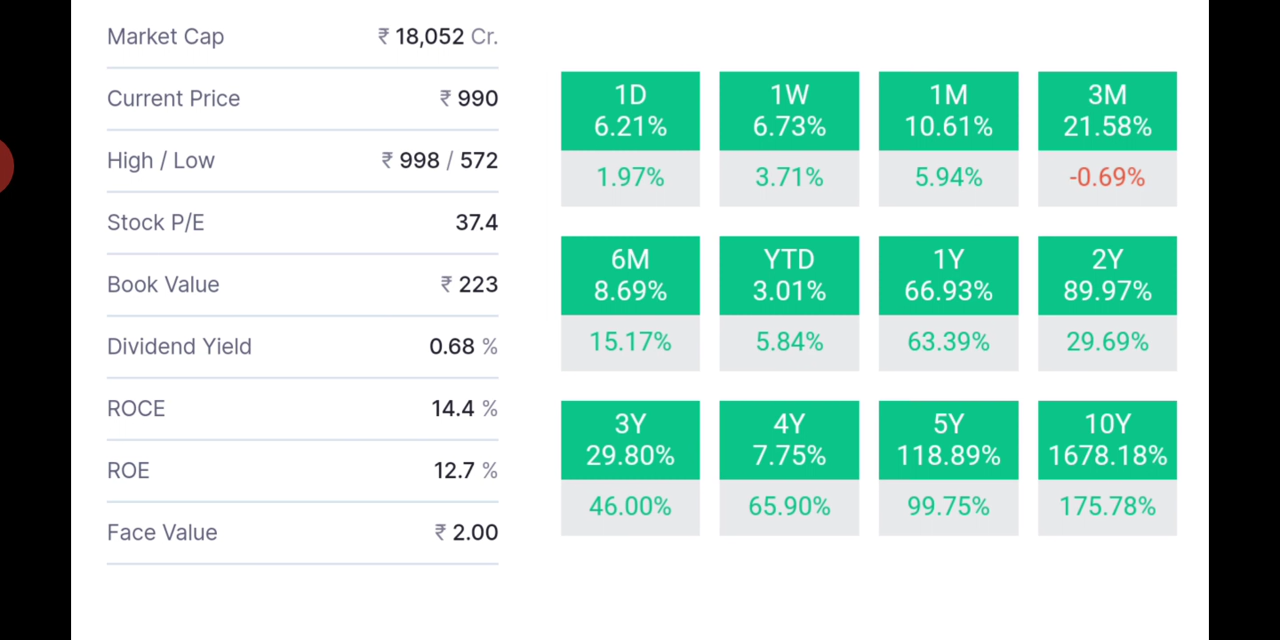 Market Cap ₹ 18,052 Cr.
Current Price ₹ 990
High / Low ₹ 998 / 572
Stock P/E 37.4
Book Value ₹ 223
Dividend Yield 0.68 %
ROCE 14.4 %
ROE 12.7 %
Face Value ₹ 2.00
1D 1W 1M 3M
6.21% 6.73% 10.61% 21.58%
1.97% 3.71% 5.94% -0.69%
6M YTD 1Y 2Y
8.69% 3.01% 66.93% 89.97%
15.17% 5.84% 63.39% 29.69%
3Y 4Y 5Y 10Y
29.80% 7.75% 118.89% 1678.18%
46.00% 65.90% 99.75% 175.78%